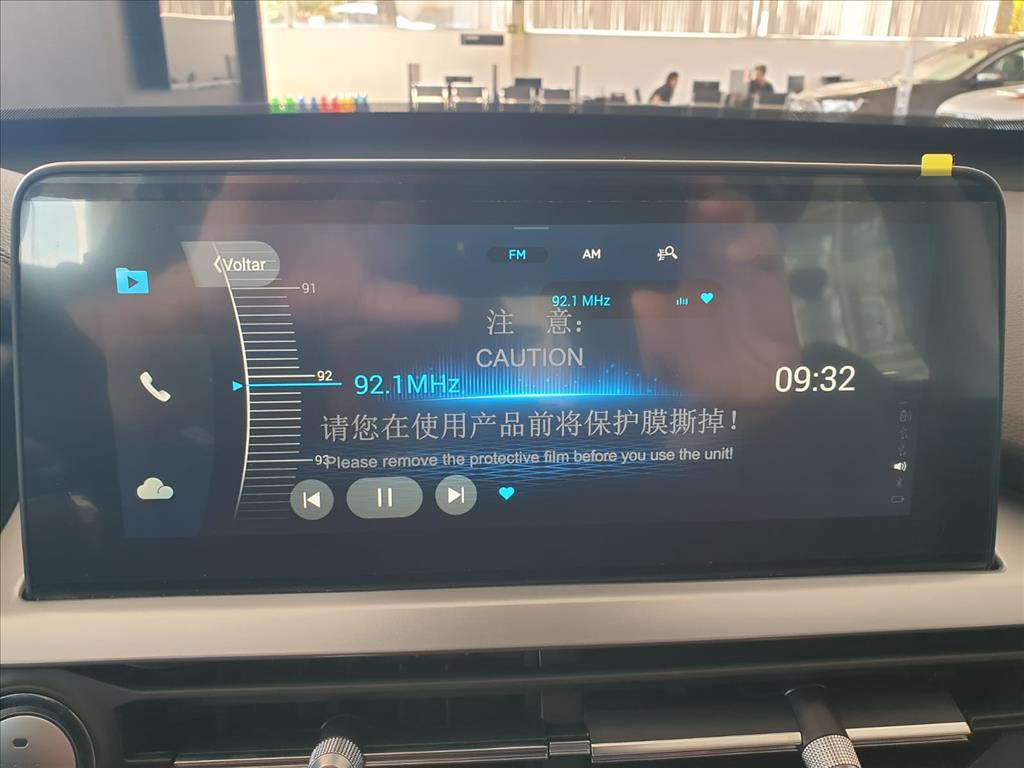 FM
AM
Voltar
91
92.1 MHz
注 意：
CAUTION
92
92.1MHz
09:32
请您在使用产品前将保护膜撕掉！
93
Please remove the protective film before you use the unit!